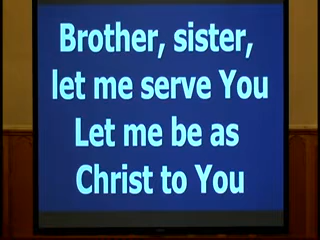 Brother, sister,
let me serve You
Let me be as
Christ to You